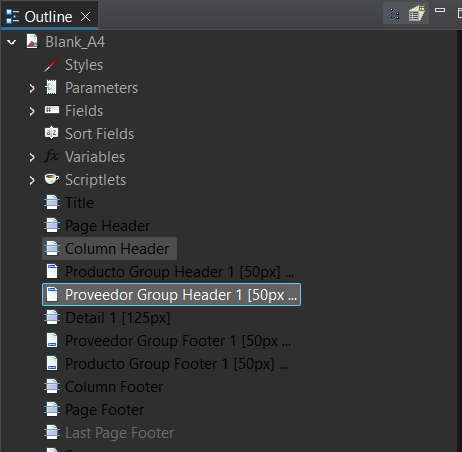 Outline
Blank_A4
Styles
Parameters
Fields
Sort Fields
Variables
Scriptlets
Title
Page Header
Column Header
Producto Group Header 1 [50px] ...
Proveedor Group Header 1 [50px ...
Detail 1 [125px]
Proveedor Group Footer 1 [50px ...
Producto Group Footer 1 [50px] ...
Column Footer
Page Footer
Last Page Footer